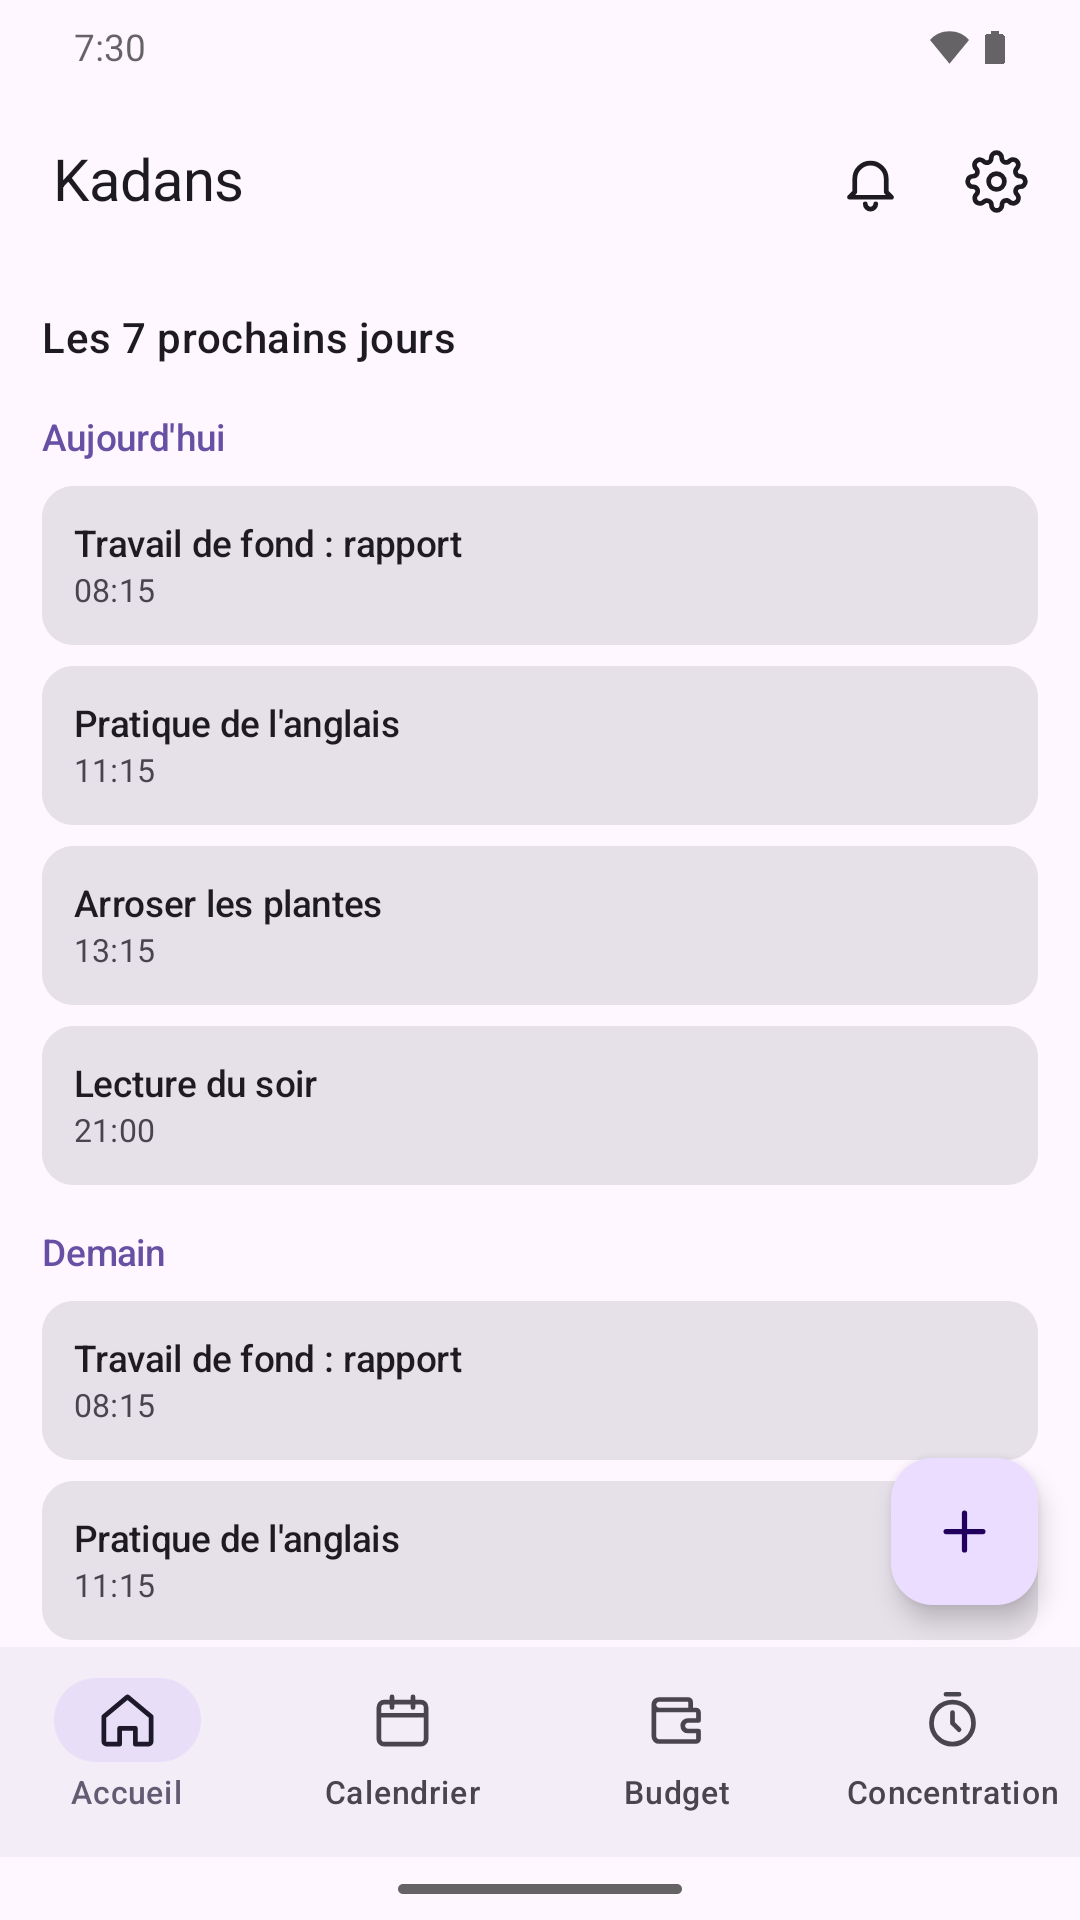 7:30
Kadans
Les 7 prochains jours
Aujourd'hui
Travail de fond : rapport
08:15
Pratique de l'anglais
11:15
Arroser les plantes
13:15
Lecture du soir
21:00
Demain
Travail de fond : rapport
08:15
Pratique de l'anglais
11:15
Accueil
Calendrier
Budget
Concentration